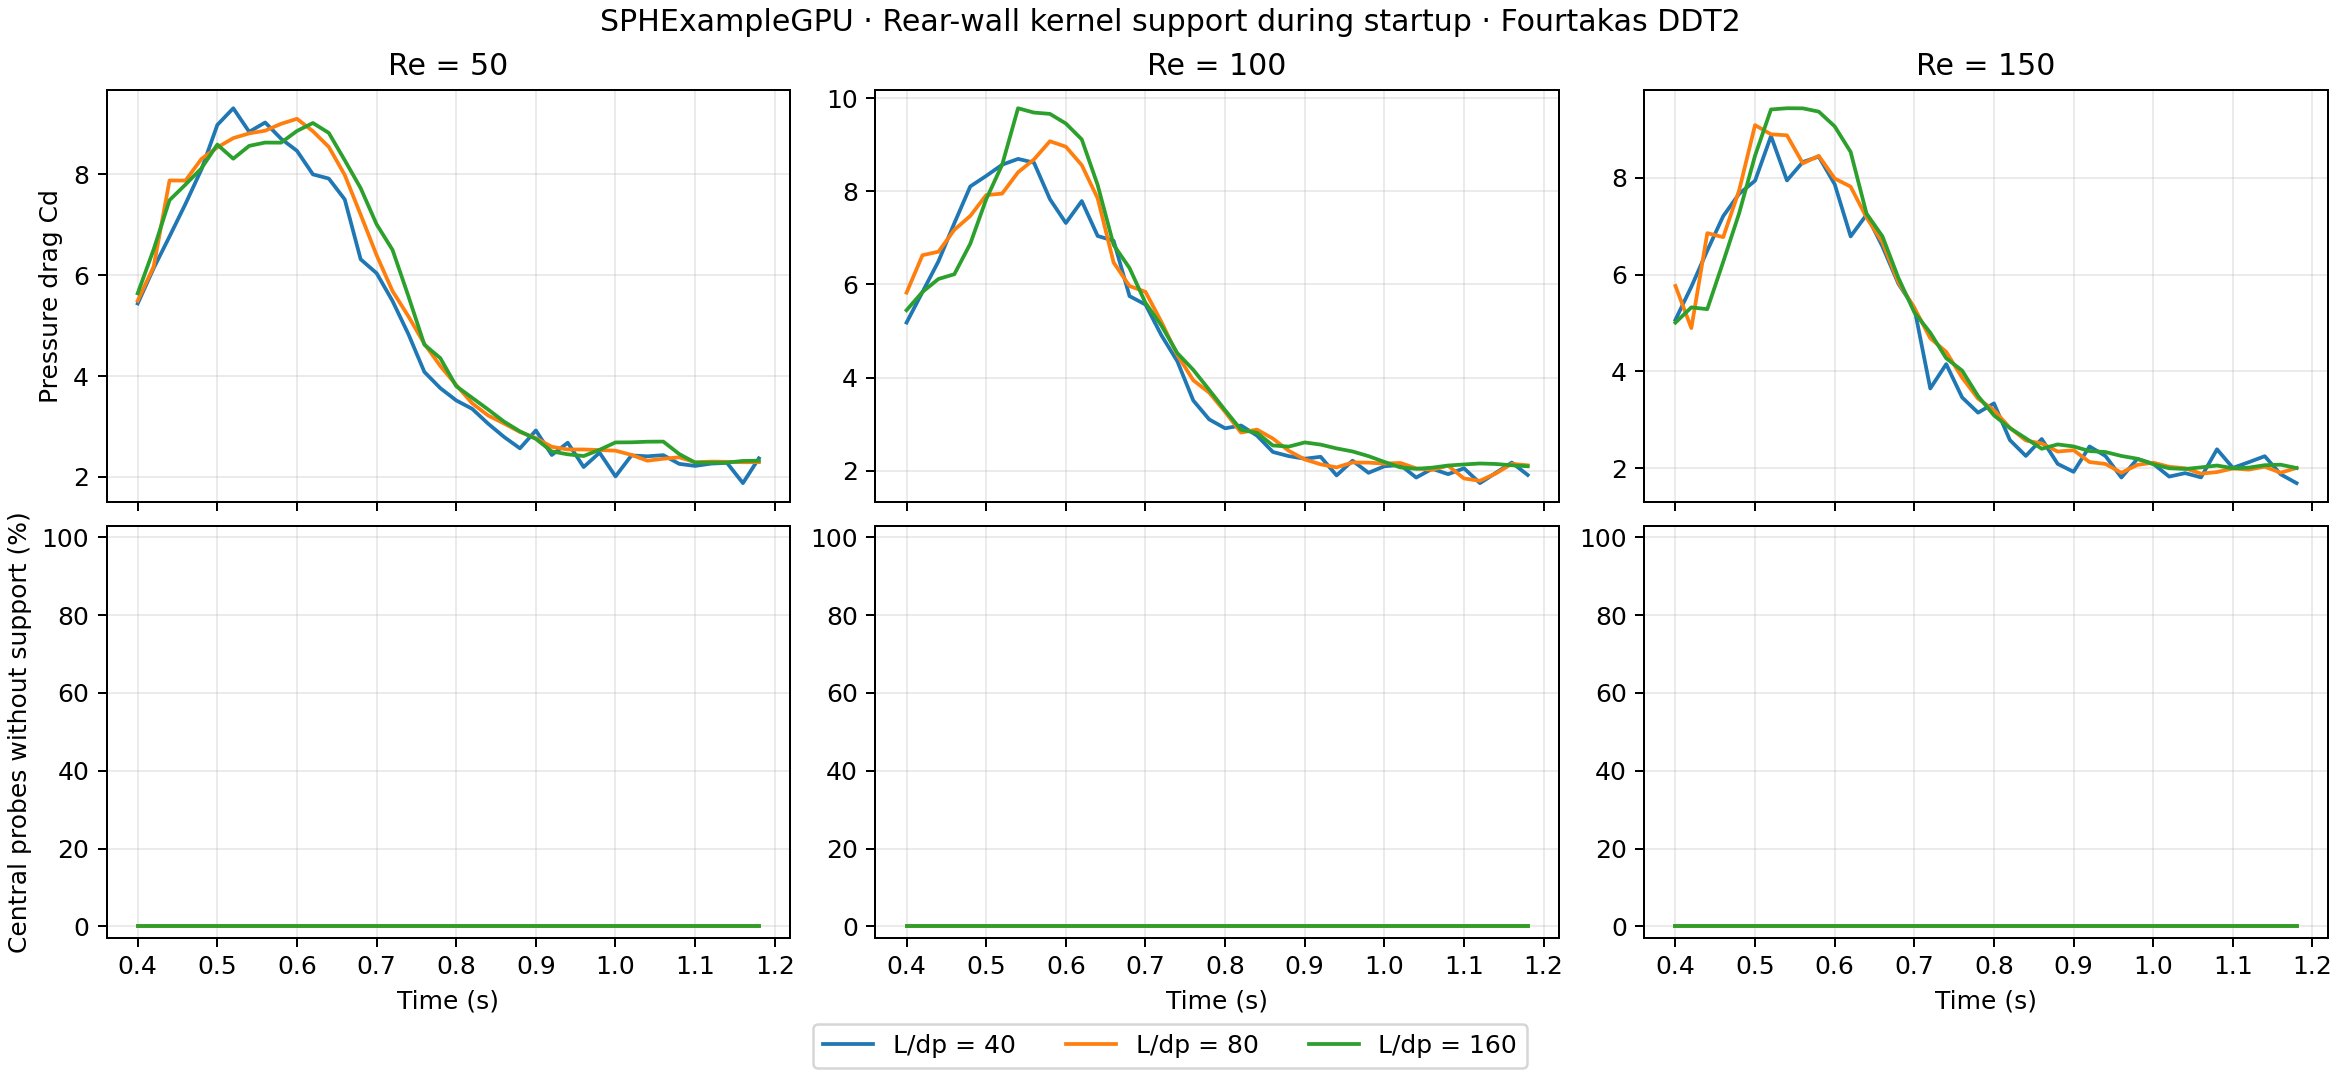 SPHExampleGPU · Rear-wall kernel support during startup · Fourtakas DDT2
Re = 50
Re = 100
Re = 150
Pressure drag Cd
8
6
4
2
10
8
6
4
2
8
6
4
2
Central probes without support (%)
100
80
60
40
20
0
100
80
60
40
20
0
100
80
60
40
20
0
0.4 0.5 0.6 0.7 0.8 0.9 1.0 1.1 1.2
0.4 0.5 0.6 0.7 0.8 0.9 1.0 1.1 1.2
0.4 0.5 0.6 0.7 0.8 0.9 1.0 1.1 1.2
Time (s)
Time (s)
Time (s)
L/dp = 40
L/dp = 80
L/dp = 160